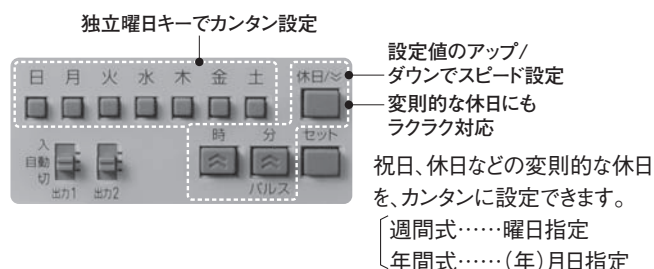 独立曜日キーでカンタン設定
設定値のアップ/
ダウンでスピード設定
変則的な休日にも
ラクラク対応
日 月 火 水 木 金 土 休日/
時 分 セット
入
自動
切
出力1 出力2
パルス
祝日、休日などの変則的な休日
を、カンタンに設定できます。
週間式……曜日指定
年間式……(年)月日指定